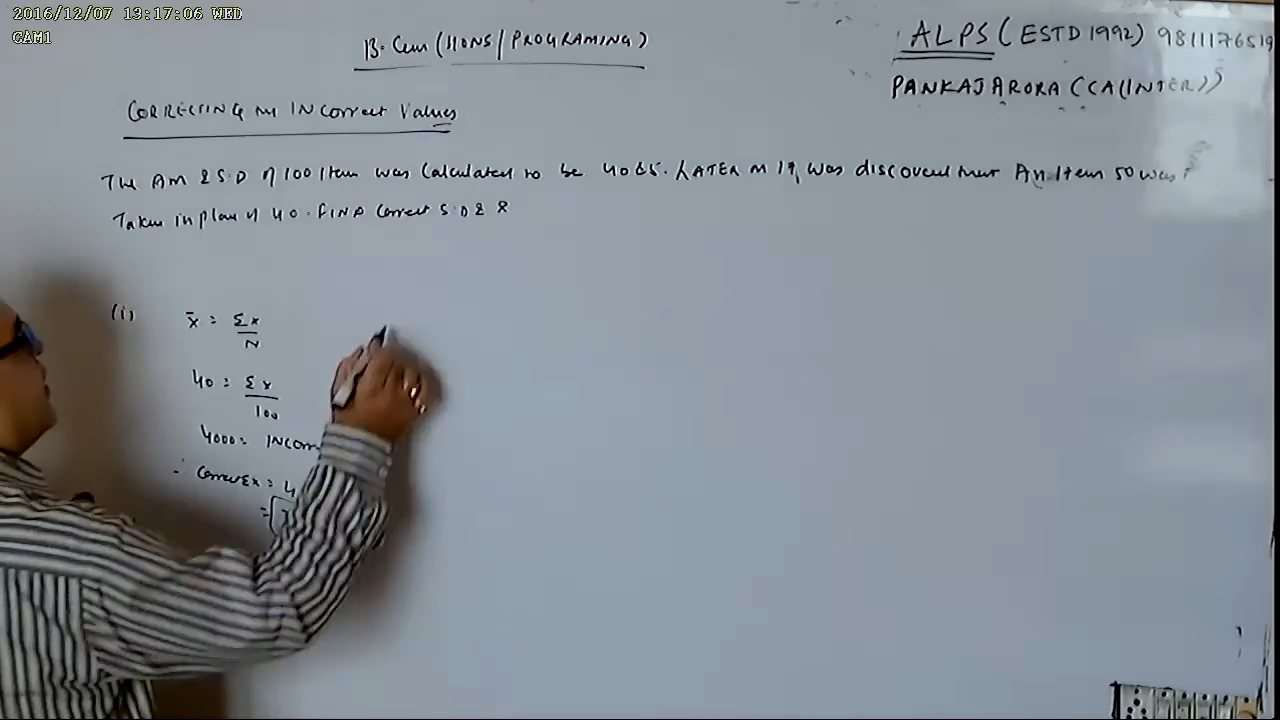 2016/12/07 13:17:06 WED
CAM1
B.Com (HONS/PROGRAMING)
ALPS (ESTD 1992) 9811176519
PANKAJ ARORA (CA(INTER))
CORRECTING INCorrect Values
The AM & S.D of 100 Item was Calculated to be 40 & 5. LATER it was discovered that An Item 50 was
Taken in place of 40. FIND Correct S.D & x̄
(i) x̄ = Σx
N
40 = Σx
100
4000 = INCorr
∴ Correct Σx = 4
=